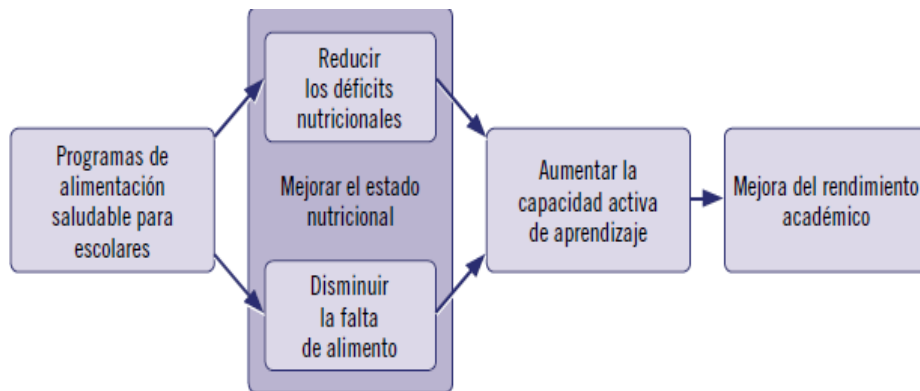 Programas de
alimentación
saludable para
escolares
Reducir
los déficits
nutricionales
Mejorar el estado
nutricional
Disminuir
la falta
de alimento
Aumentar la
capacidad activa
de aprendizaje
Mejora del rendimiento
académico